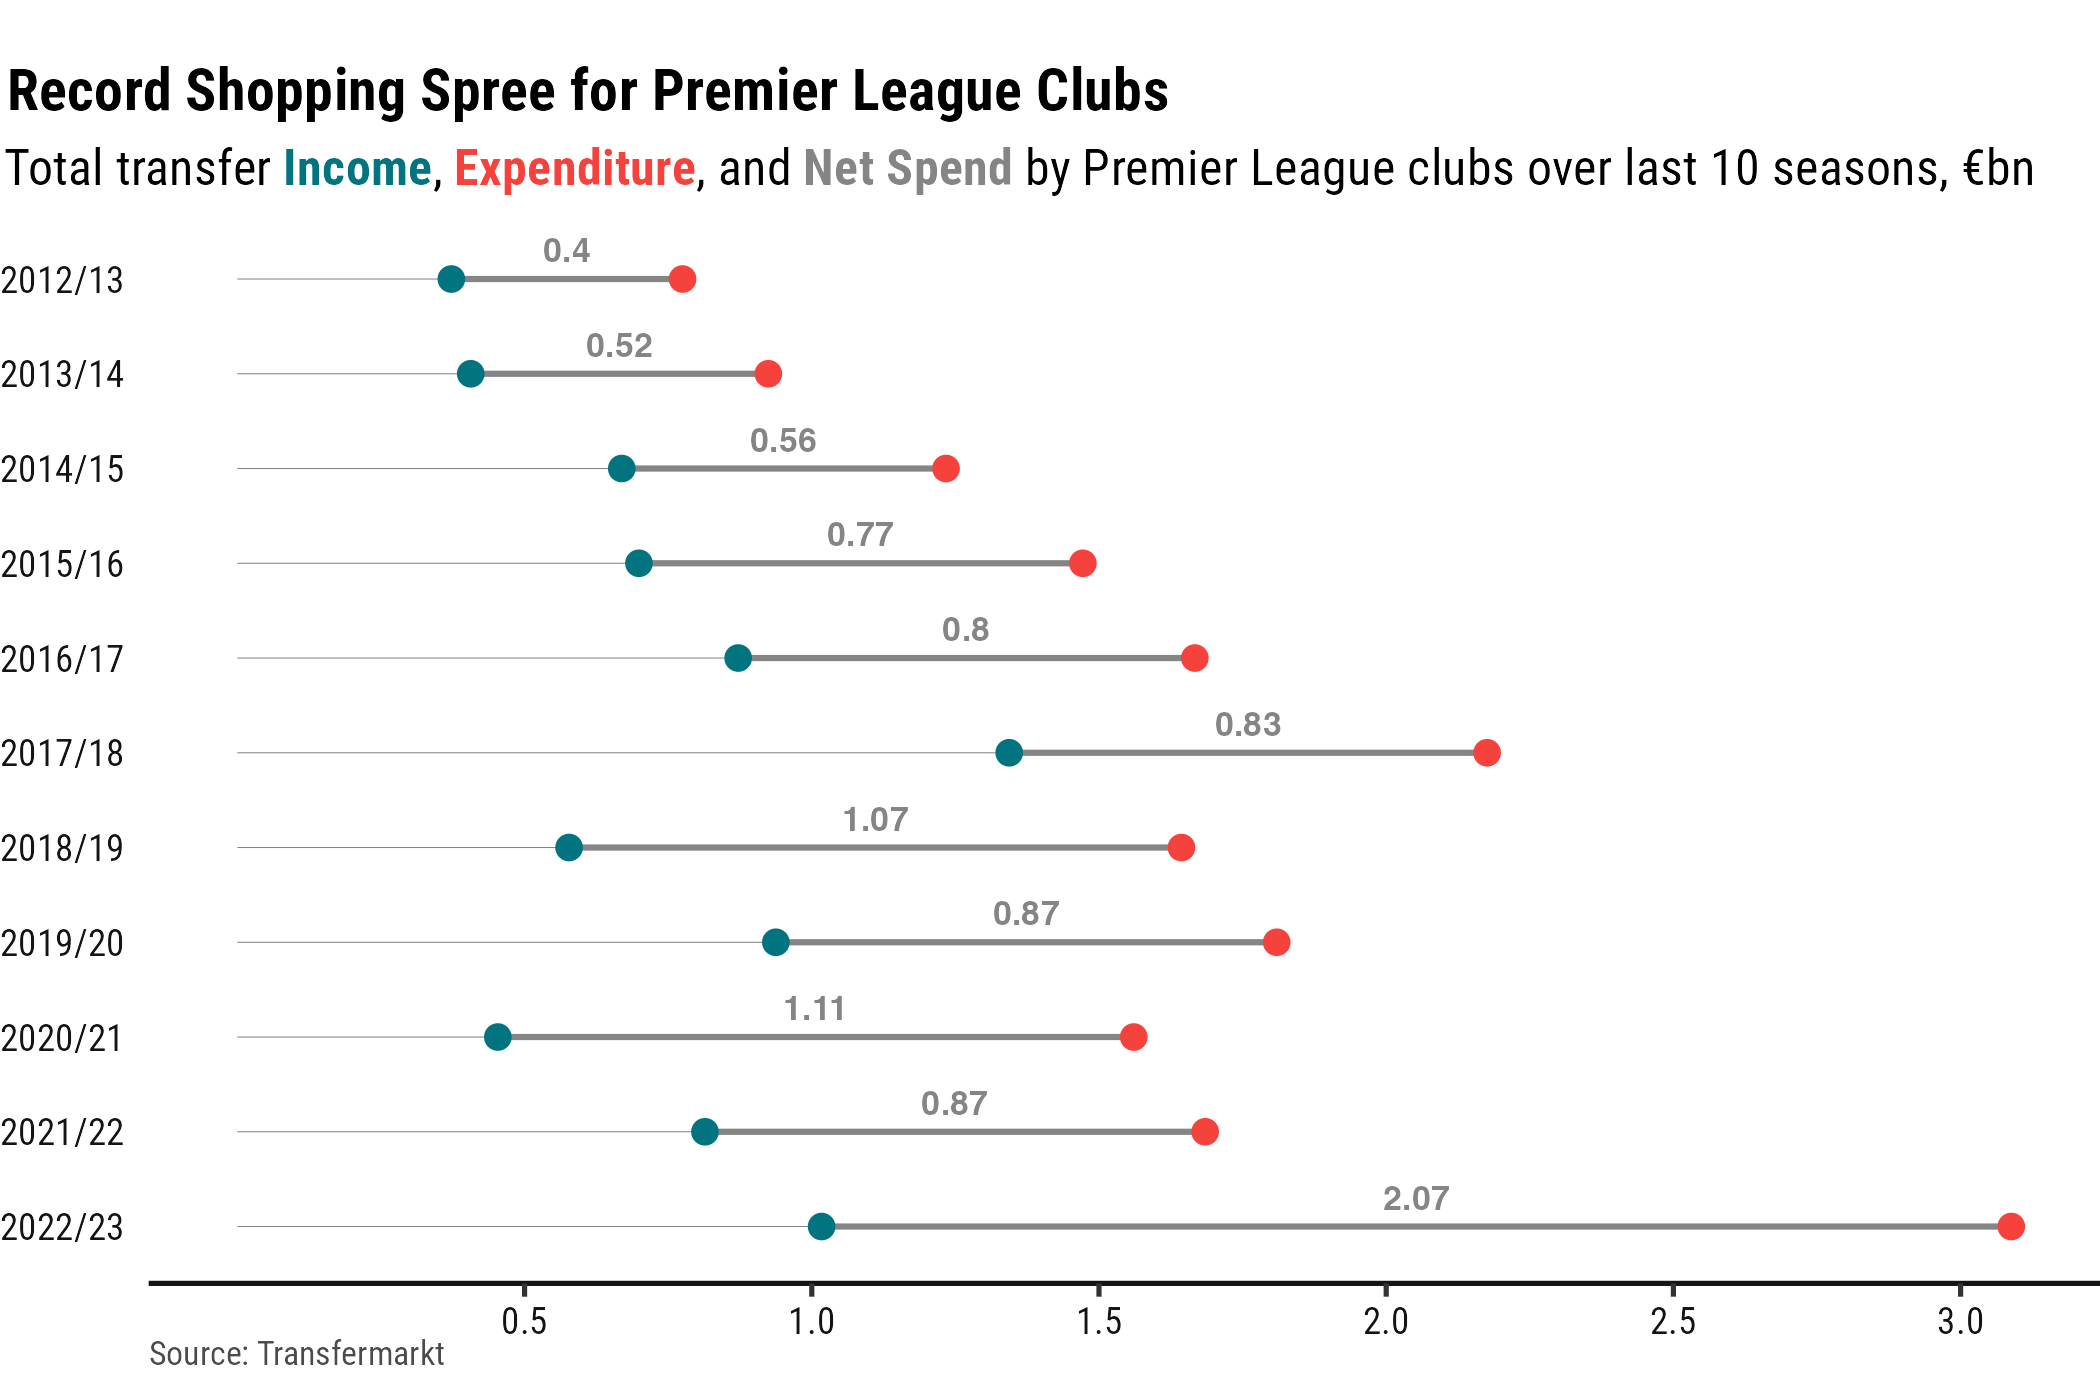 Record Shopping Spree for Premier League Clubs
Total transfer Income, Expenditure, and Net Spend by Premier League clubs over last 10 seasons, €bn
2012/13 0.4
2013/14 0.52
2014/15 0.56
2015/16 0.77
2016/17 0.8
2017/18 0.83
2018/19 1.07
2019/20 0.87
2020/21 1.11
2021/22 0.87
2022/23 2.07
0.5 1.0 1.5 2.0 2.5 3.0
Source: Transfermarkt